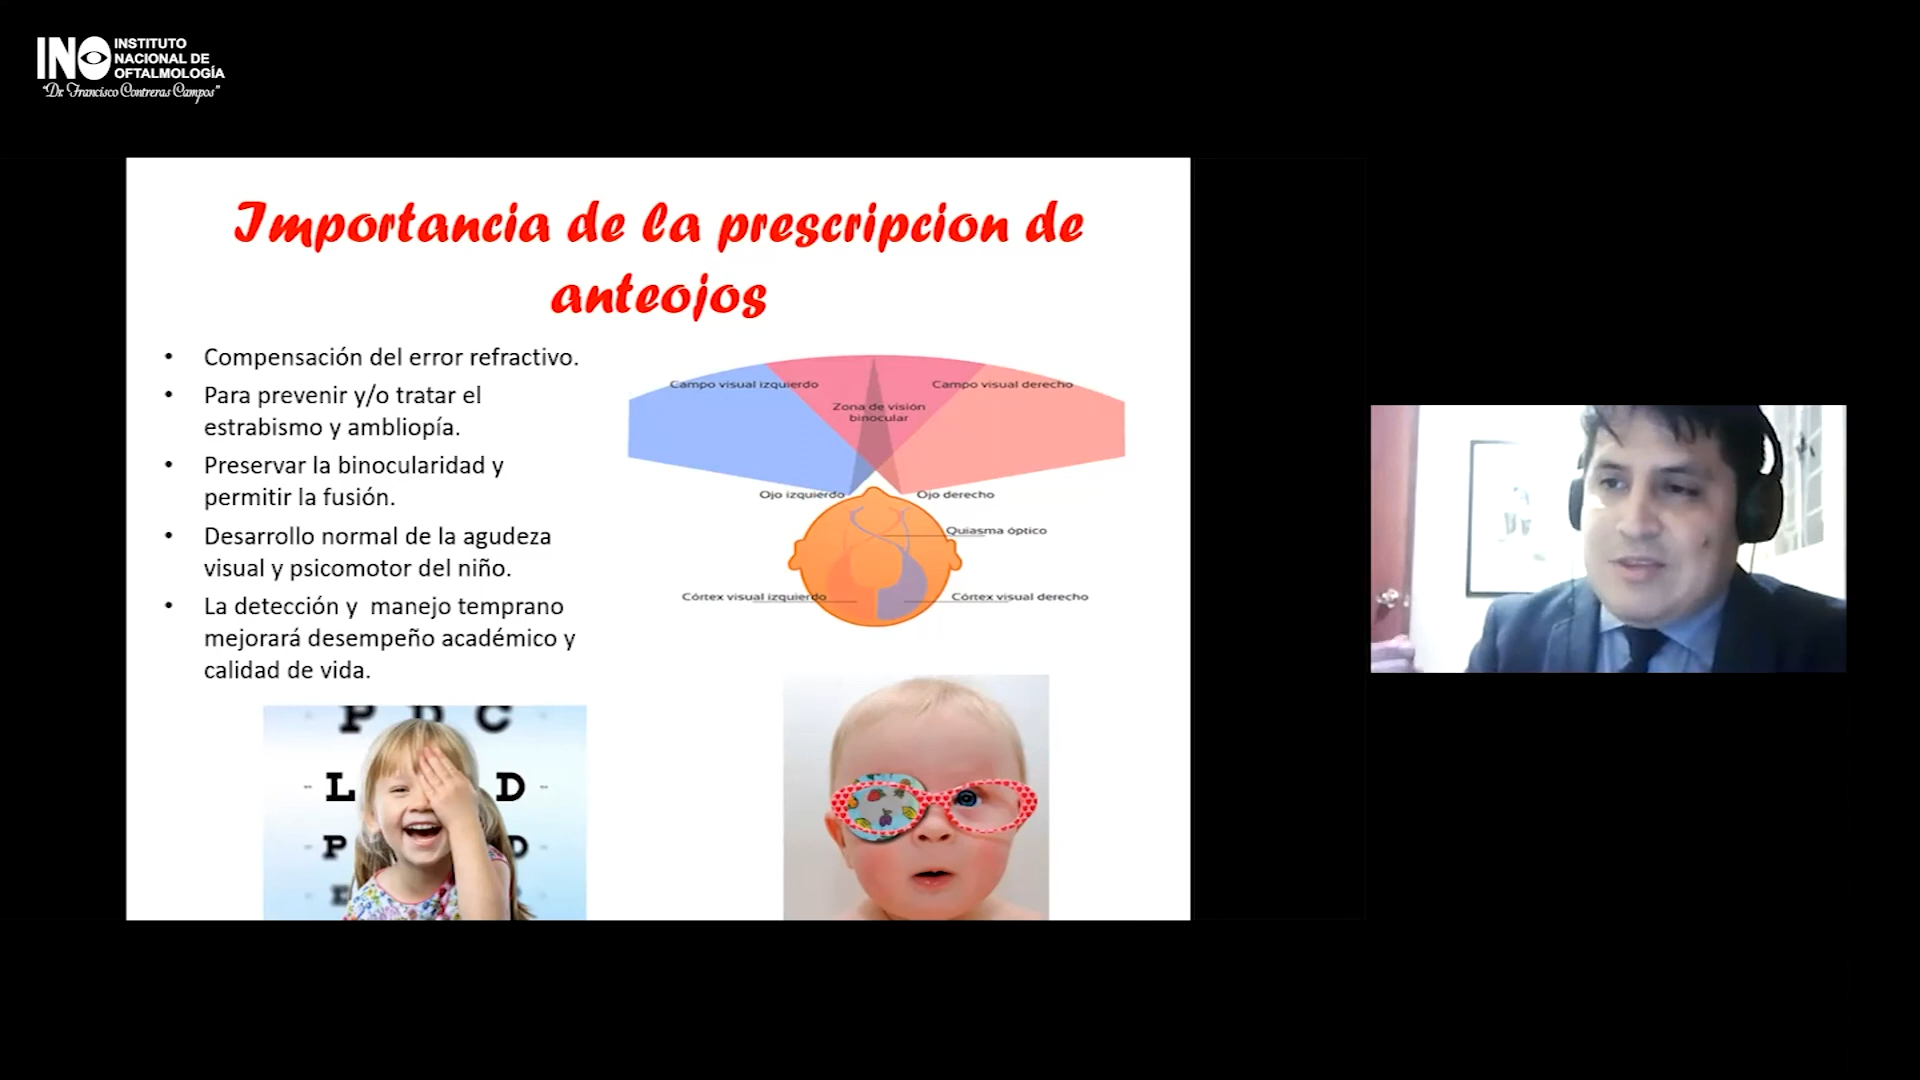 INO INSTITUTO
NACIONAL DE
OFTALMOLOGÍA
"Dr. Francisco Contreras Campos"
Importancia de la prescripcion de
anteojos
• Compensación del error refractivo.
• Para prevenir y/o tratar el
estrabismo y ambliopía.
• Preservar la binocularidad y
permitir la fusión.
• Desarrollo normal de la agudeza
visual y psicomotor del niño.
• La detección y manejo temprano
mejorará desempeño académico y
calidad de vida.
Campo visual izquierdo
Campo visual derecho
Zona de visión
binocular
Ojo izquierdo
Ojo derecho
Quiasma óptico
Córtex visual izquierdo
Córtex visual derecho
P D C
L D
P D